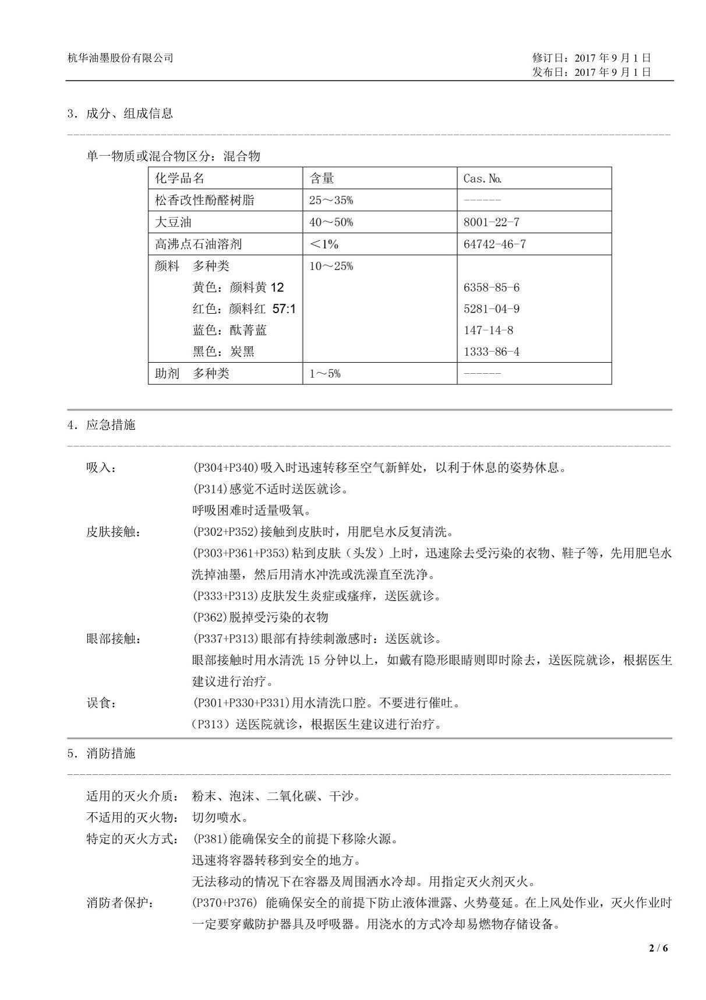 杭华油墨股份有限公司 修订日：2017 年 9 月 1 日
发布日：2017 年 9 月 1 日
3．成分、组成信息
单一物质或混合物区分：混合物
化学品名 含量 Cas.№.
松香改性酚醛树脂 25～35% ------
大豆油 40～50% 8001-22-7
高沸点石油溶剂 ＜1% 64742-46-7
颜料 多种类 10～25%
黄色：颜料黄 12 6358-85-6
红色：颜料红 57:1 5281-04-9
蓝色：酞菁蓝 147-14-8
黑色：炭黑 1333-86-4
助剂 多种类 1～5% ------
4．应急措施
吸入： (P304+P340)吸入时迅速转移至空气新鲜处，以利于休息的姿势休息。
(P314)感觉不适时送医就诊。
呼吸困难时适量吸氧。
皮肤接触： (P302+P352)接触到皮肤时，用肥皂水反复清洗。
(P303+P361+P353)粘到皮肤（头发）上时，迅速除去受污染的衣物、鞋子等，先用肥皂水
洗掉油墨，然后用清水冲洗或洗澡直至洗净。
(P333+P313)皮肤发生炎症或瘙痒，送医就诊。
(P362)脱掉受污染的衣物
眼部接触： (P337+P313)眼部有持续刺激感时：送医就诊。
眼部接触时用水清洗 15 分钟以上，如戴有隐形眼睛则即时除去，送医院就诊，根据医生
建议进行治疗。
误食： (P301+P330+P331)用水清洗口腔。不要进行催吐。
（P313）送医院就诊，根据医生建议进行治疗。
5．消防措施
适用的灭火介质： 粉末、泡沫、二氧化碳、干沙。
不适用的灭火物： 切勿喷水。
特定的灭火方式： (P381)能确保安全的前提下移除火源。
迅速将容器转移到安全的地方。
无法移动的情况下在容器及周围洒水冷却。用指定灭火剂灭火。
消防者保护： (P370+P376) 能确保安全的前提下防止液体泄露、火势蔓延。在上风处作业，灭火作业时
一定要穿戴防护器具及呼吸器。用浇水的方式冷却易燃物存储设备。
2 / 6